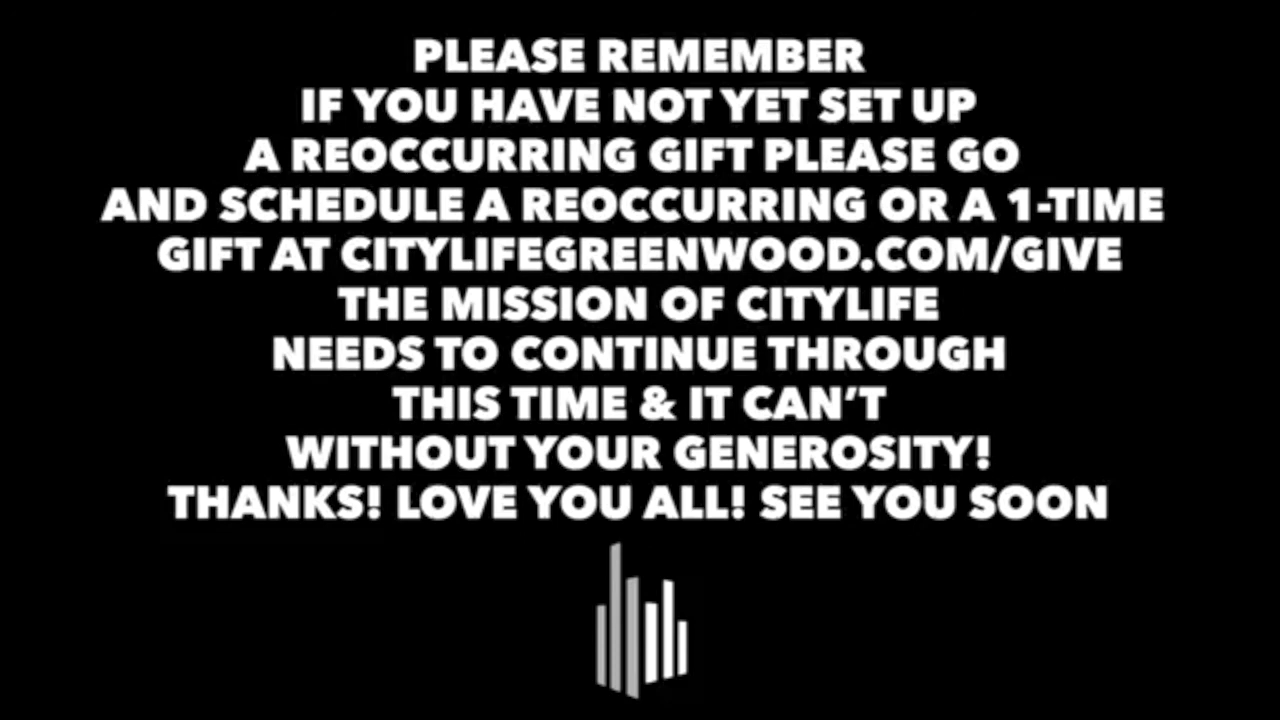 PLEASE REMEMBER
IF YOU HAVE NOT YET SET UP
A REOCCURRING GIFT PLEASE GO
AND SCHEDULE A REOCCURRING OR A 1-TIME
GIFT AT CITYLIFEGREENWOOD.COM/GIVE
THE MISSION OF CITYLIFE
NEEDS TO CONTINUE THROUGH
THIS TIME & IT CAN’T
WITHOUT YOUR GENEROSITY!
THANKS! LOVE YOU ALL! SEE YOU SOON